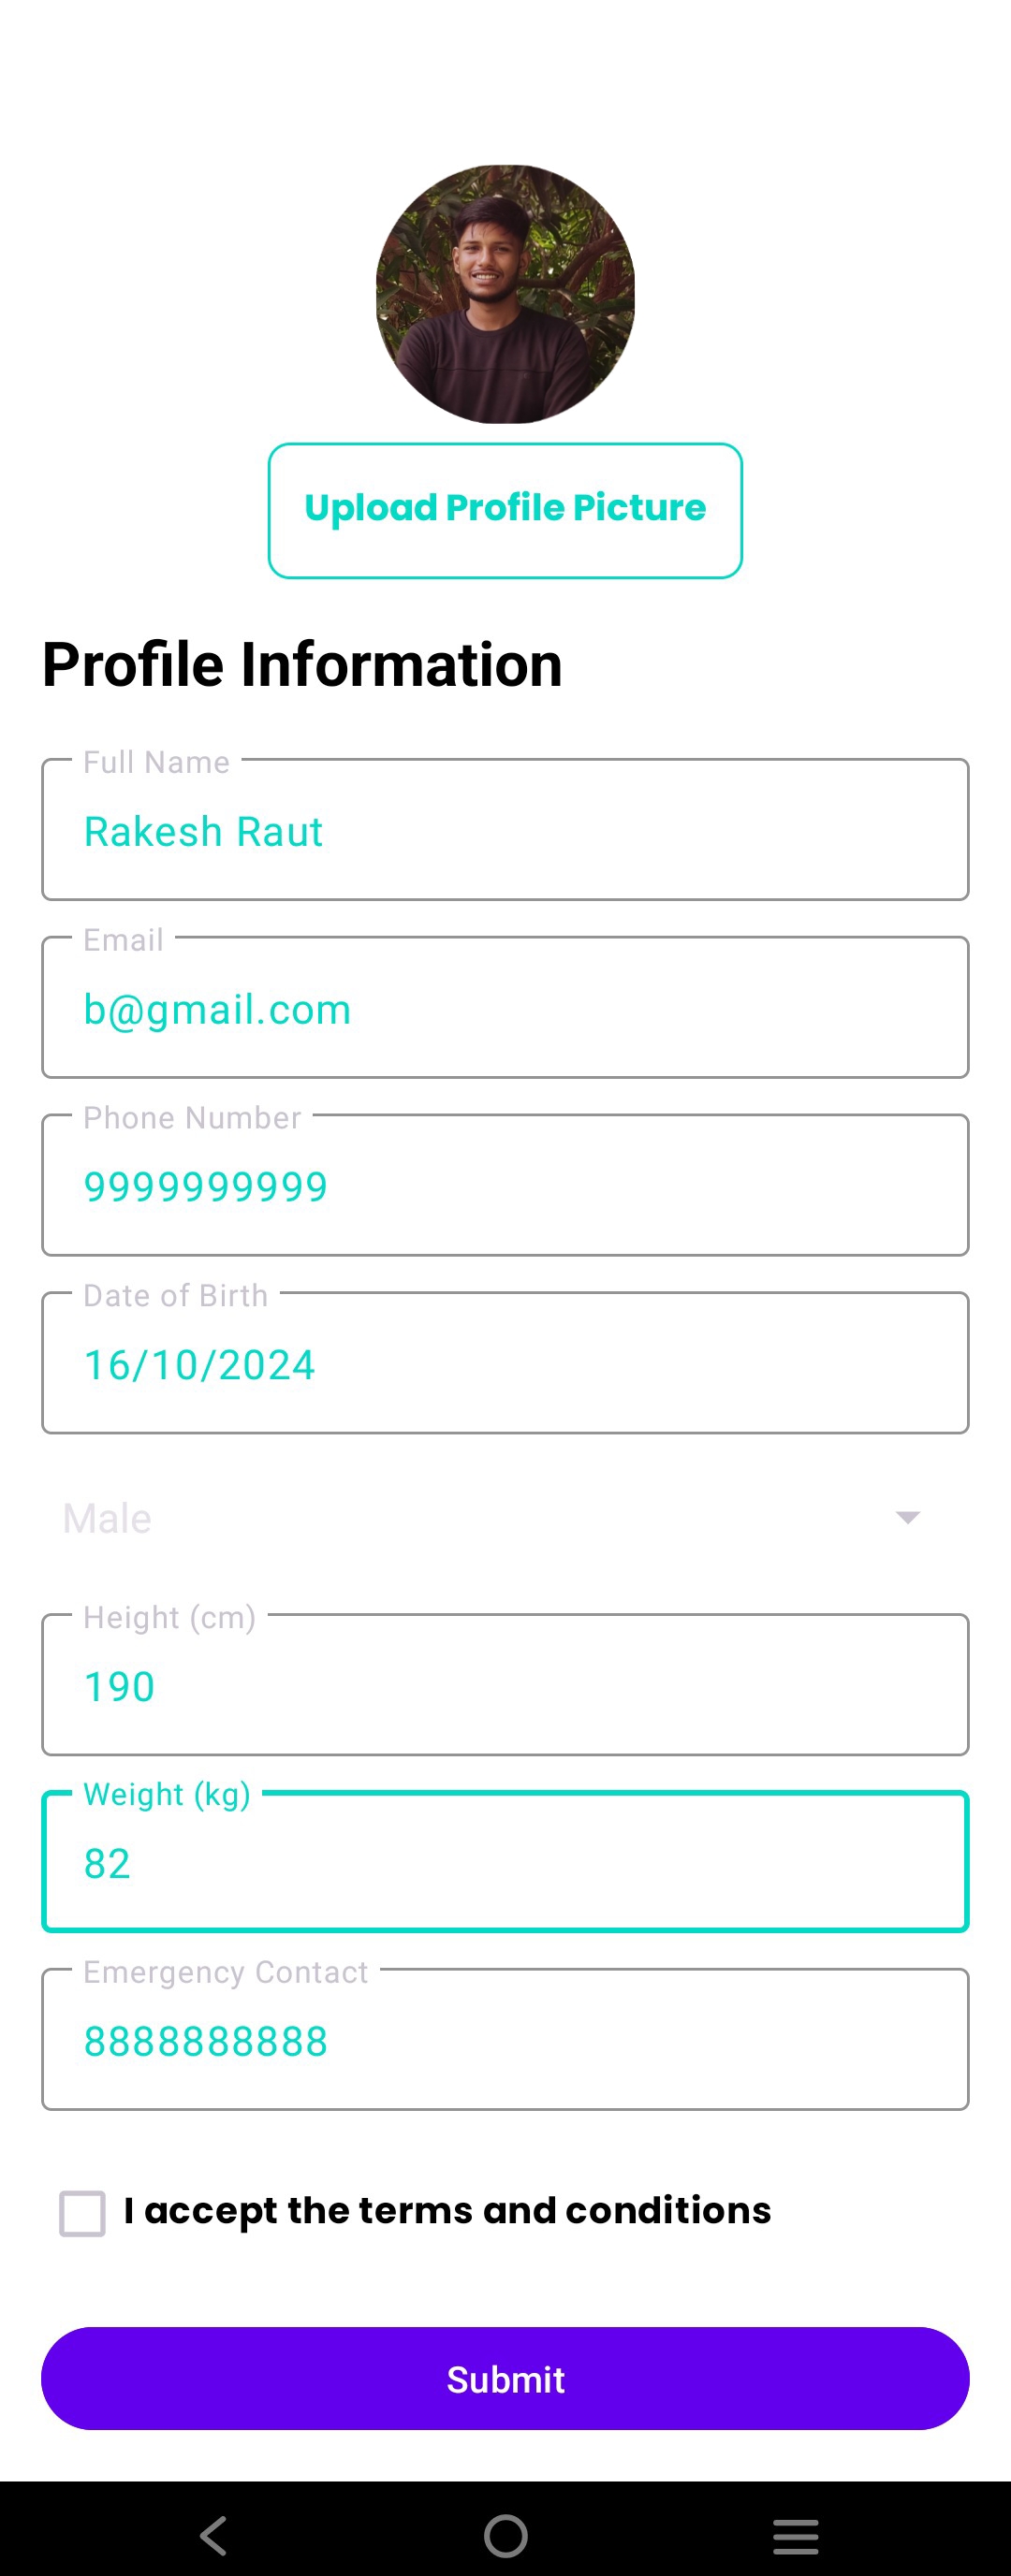 Upload Profile Picture
Profile Information
Full Name
Rakesh Raut
Email
b@gmail.com
Phone Number
9999999999
Date of Birth
16/10/2024
Male
Height (cm)
190
Weight (kg)
82
Emergency Contact
8888888888
I accept the terms and conditions
Submit